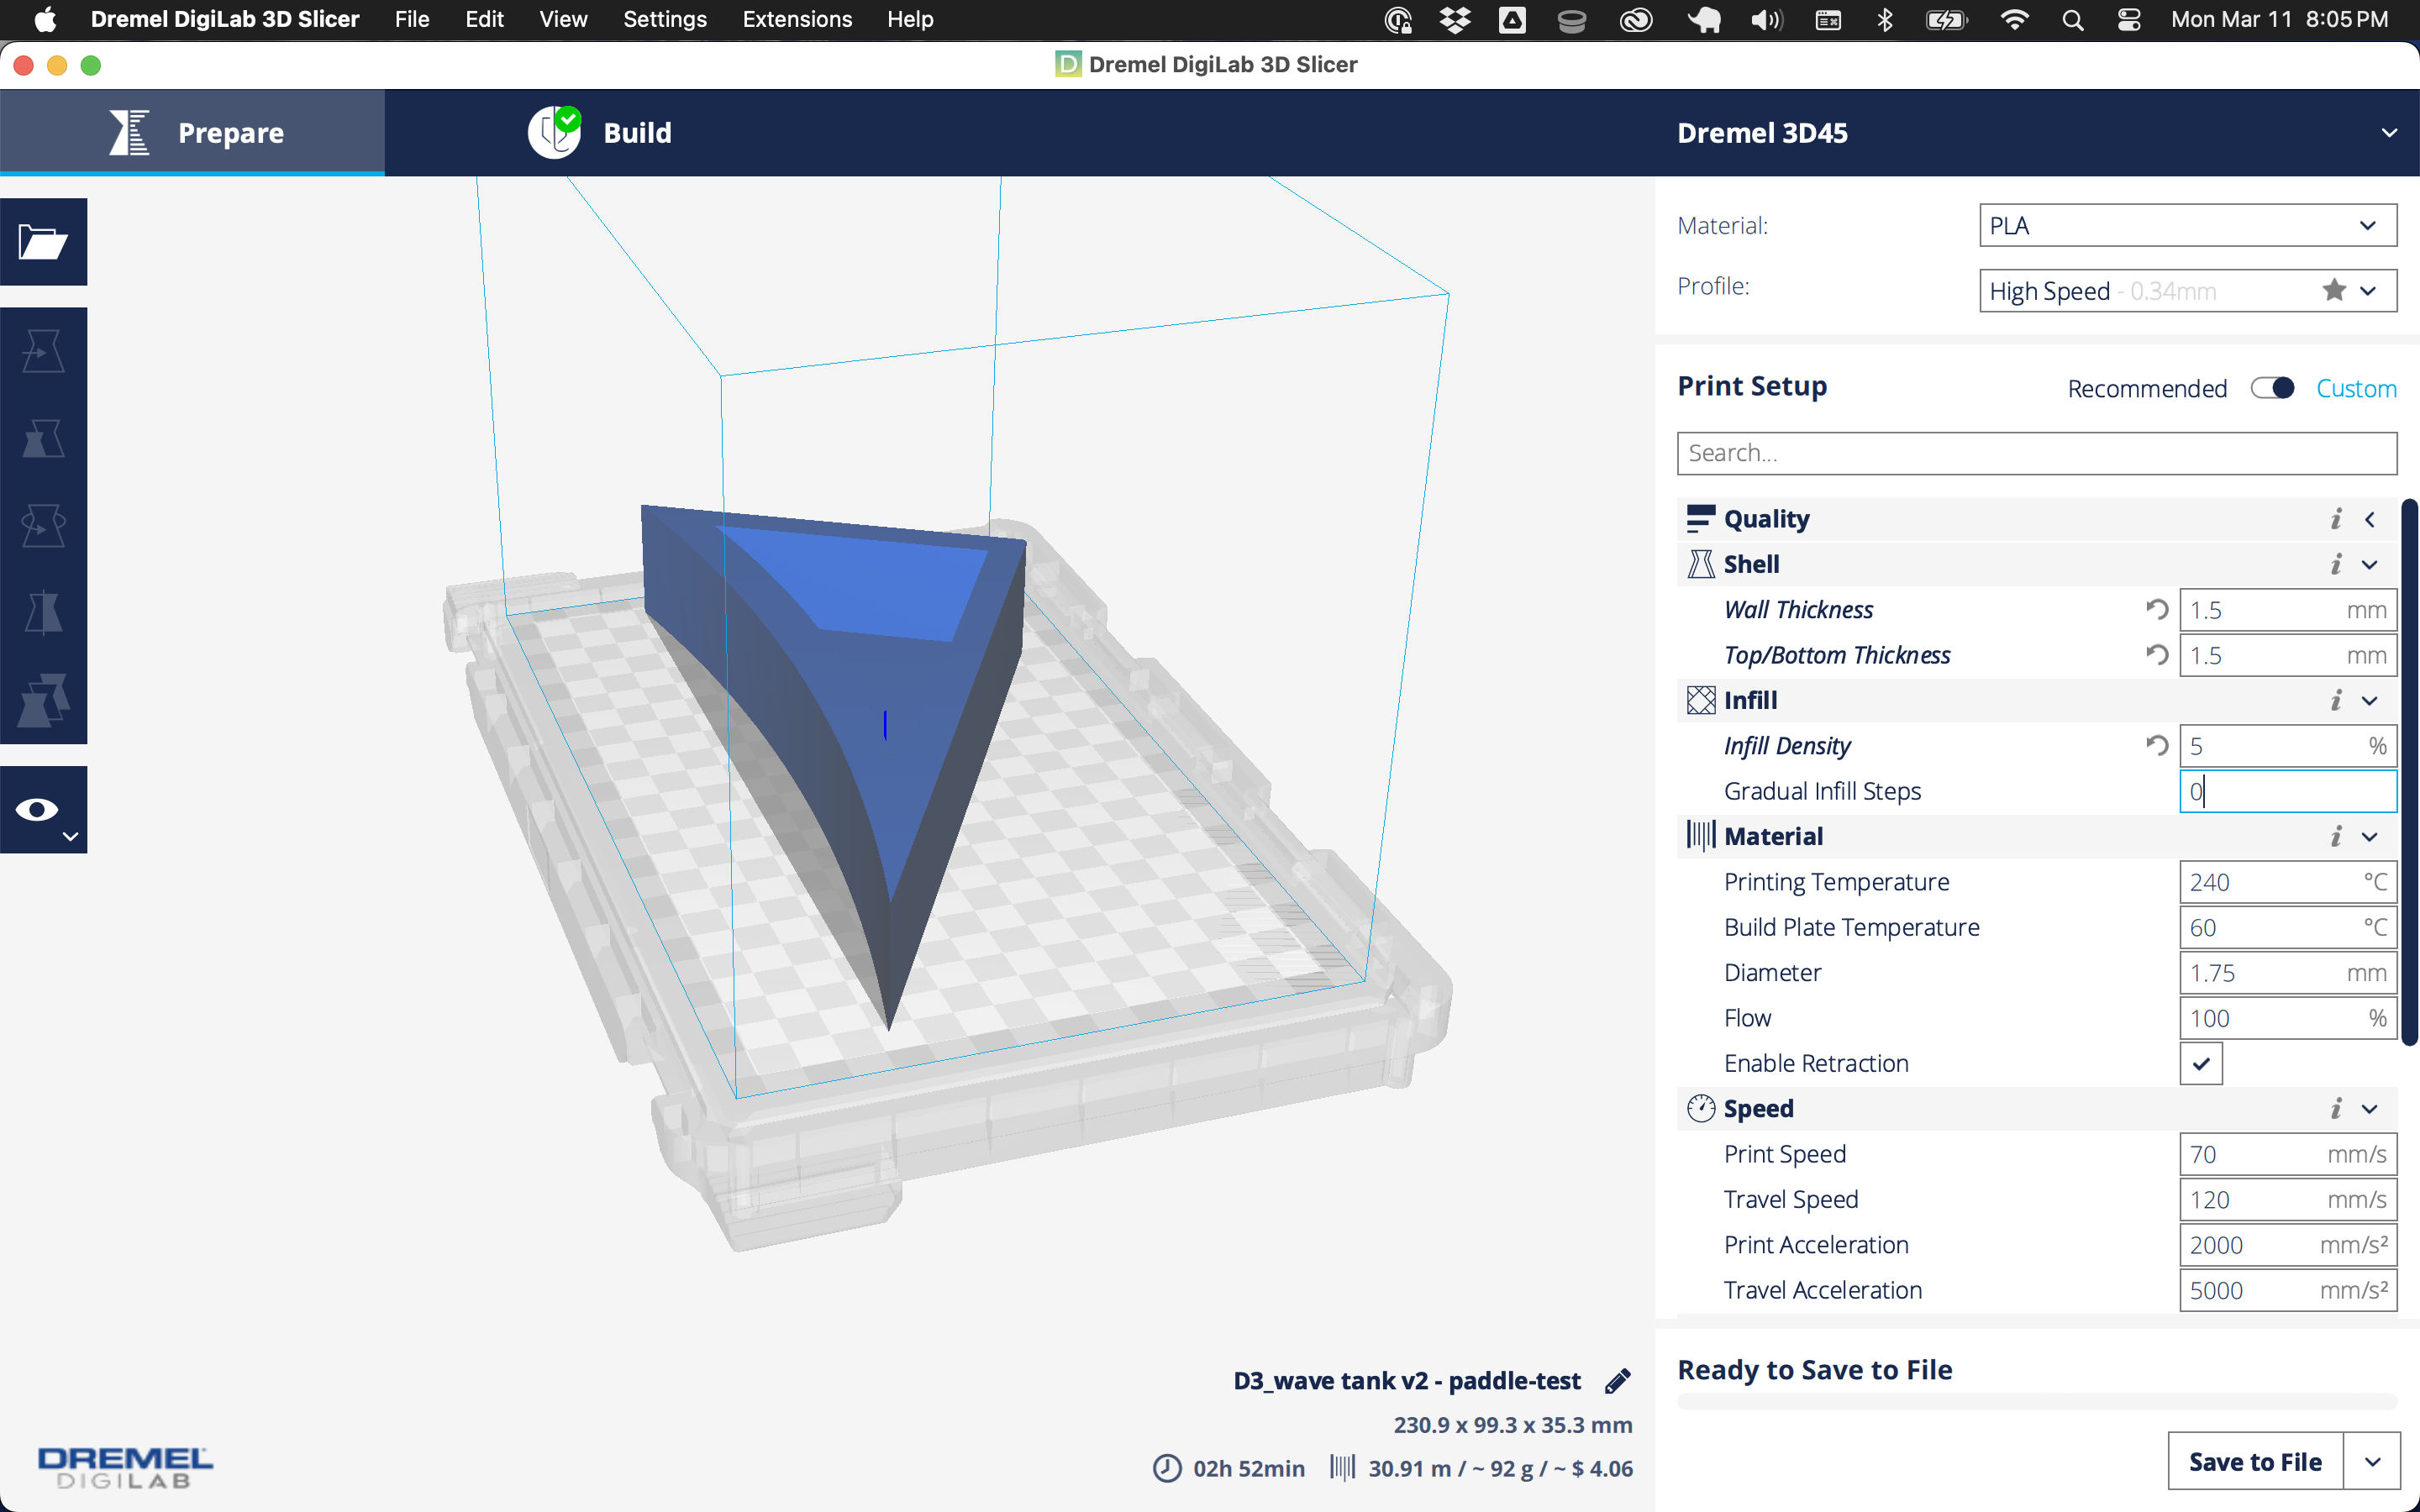 Dremel DigiLab 3D Slicer File Edit View Settings Extensions Help Mon Mar 11 8:05 PM
D Dremel DigiLab 3D Slicer
Prepare Build Dremel 3D45
Material: PLA
Profile: High Speed - 0.34mm
Print Setup Recommended Custom
Search...
Quality i
Shell i
Wall Thickness 1.5 mm
Top/Bottom Thickness 1.5 mm
Infill i
Infill Density 5 %
Gradual Infill Steps 0
Material i
Printing Temperature 240 °C
Build Plate Temperature 60 °C
Diameter 1.75 mm
Flow 100 %
Enable Retraction
Speed i
Print Speed 70 mm/s
Travel Speed 120 mm/s
Print Acceleration 2000 mm/s²
Travel Acceleration 5000 mm/s²
D3_wave tank v2 - paddle-test
230.9 x 99.3 x 35.3 mm
02h 52min 30.91 m / ~ 92 g / ~ $ 4.06
Ready to Save to File
Save to File
DREMEL
DIGILAB